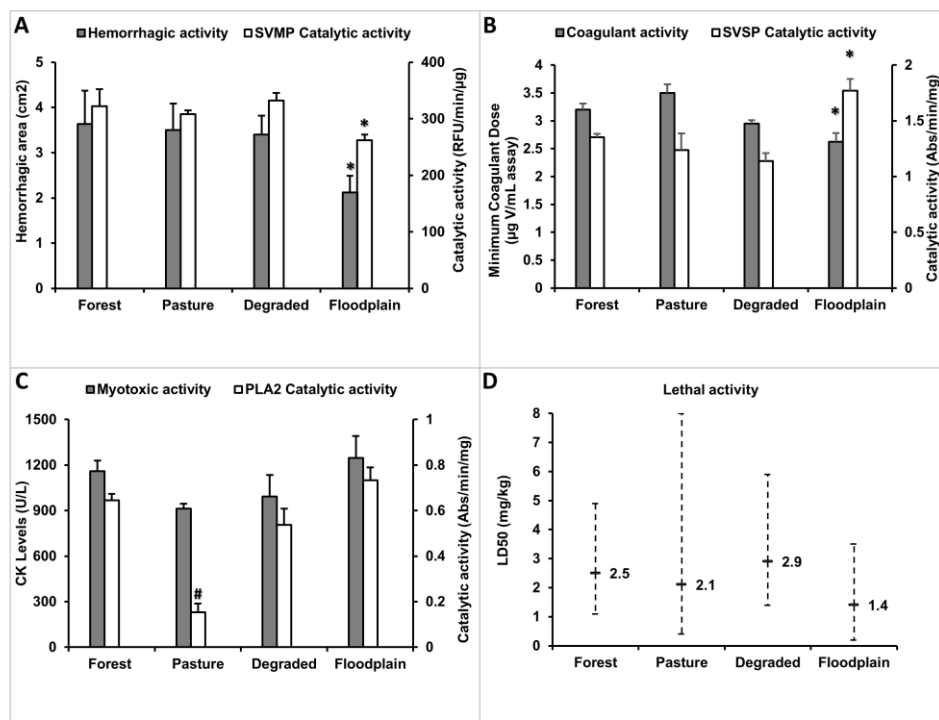 A
Hemorrhagic activity
SVMP Catalytic activity
Hemorrhagic area (cm2)
5
4
3
2
1
0
Catalytic activity (RFU/min/µg)
400
300
200
100
0
*
*
Forest
Pasture
Degraded
Floodplain
B
Coagulant activity
SVSP Catalytic activity
Minimum Coagulant Dose
(µg V/mL assay)
4
3.5
3
2.5
2
1.5
1
0.5
0
Catalytic activity (Abs/min/mg)
2
1.5
1
0.5
0
*
*
Forest
Pasture
Degraded
Floodplain
C
Myotoxic activity
PLA2 Catalytic activity
CK Levels (U/L)
1500
1200
900
600
300
0
Catalytic activity (Abs/min/mg)
1
0.8
0.6
0.4
0.2
0
#
Forest
Pasture
Degraded
Floodplain
D
Lethal activity
LD50 (mg/kg)
8
7
6
5
4
3
2
1
0
2.5
2.1
2.9
1.4
Forest
Pasture
Degraded
Floodplain